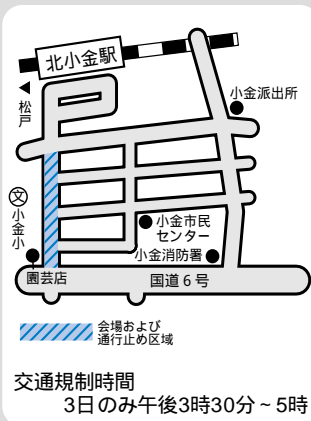 北小金駅
松戸
小金派出所
文
小金小
小金市民
センター
小金消防署
園芸店
国道6号
会場および
通行止め区域
交通規制時間
3日のみ午後3時30分~5時